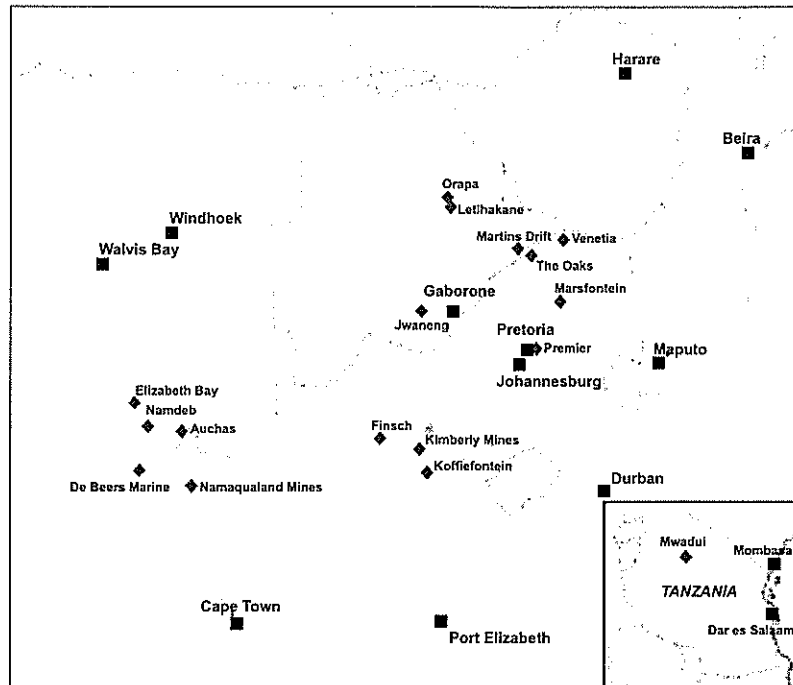 Harare
Beira
Orapa
Letlhakane
Windhoek
Martins Drift
Venetia
Walvis Bay
The Oaks
Gaborone
Marsfontein
Jwaneng
Pretoria
Premier
Maputo
Johannesburg
Elizabeth Bay
Namdeb
Auchas
Finsch
Kimberly Mines
Koffiefontein
De Beers Marine
Namaqualand Mines
Durban
Mwadui
Mombasa
TANZANIA
Dar es Salaam
Cape Town
Port Elizabeth